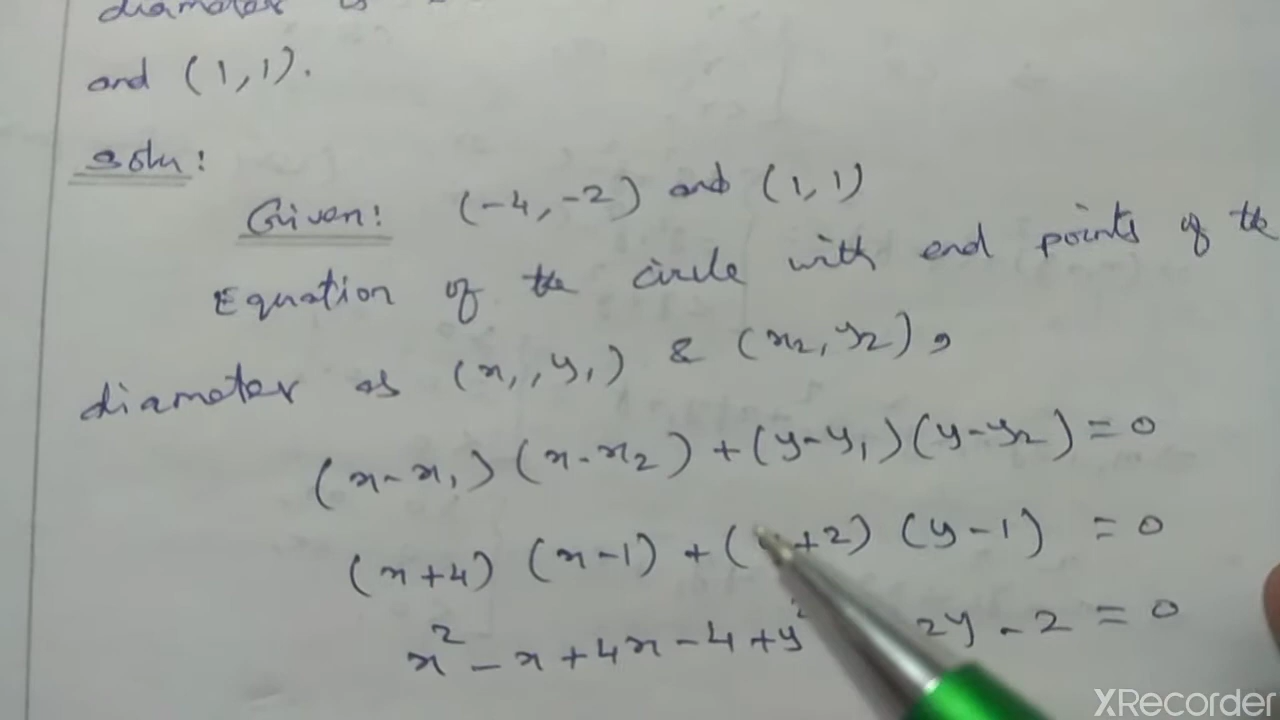 diameter is
and (1,1).
Soln:
Given: (-4,-2) and (1,1)
Equation of the circle with end points of the
diameter as (x₁,y₁) & (x₂,y₂),
(x-x₁)(x-x₂)+(y-y₁)(y-y₂)=0
(x+4)(x-1)+(y+2)(y-1)=0
x²-x+4x-4+y² 2y-2=0
XRecorder